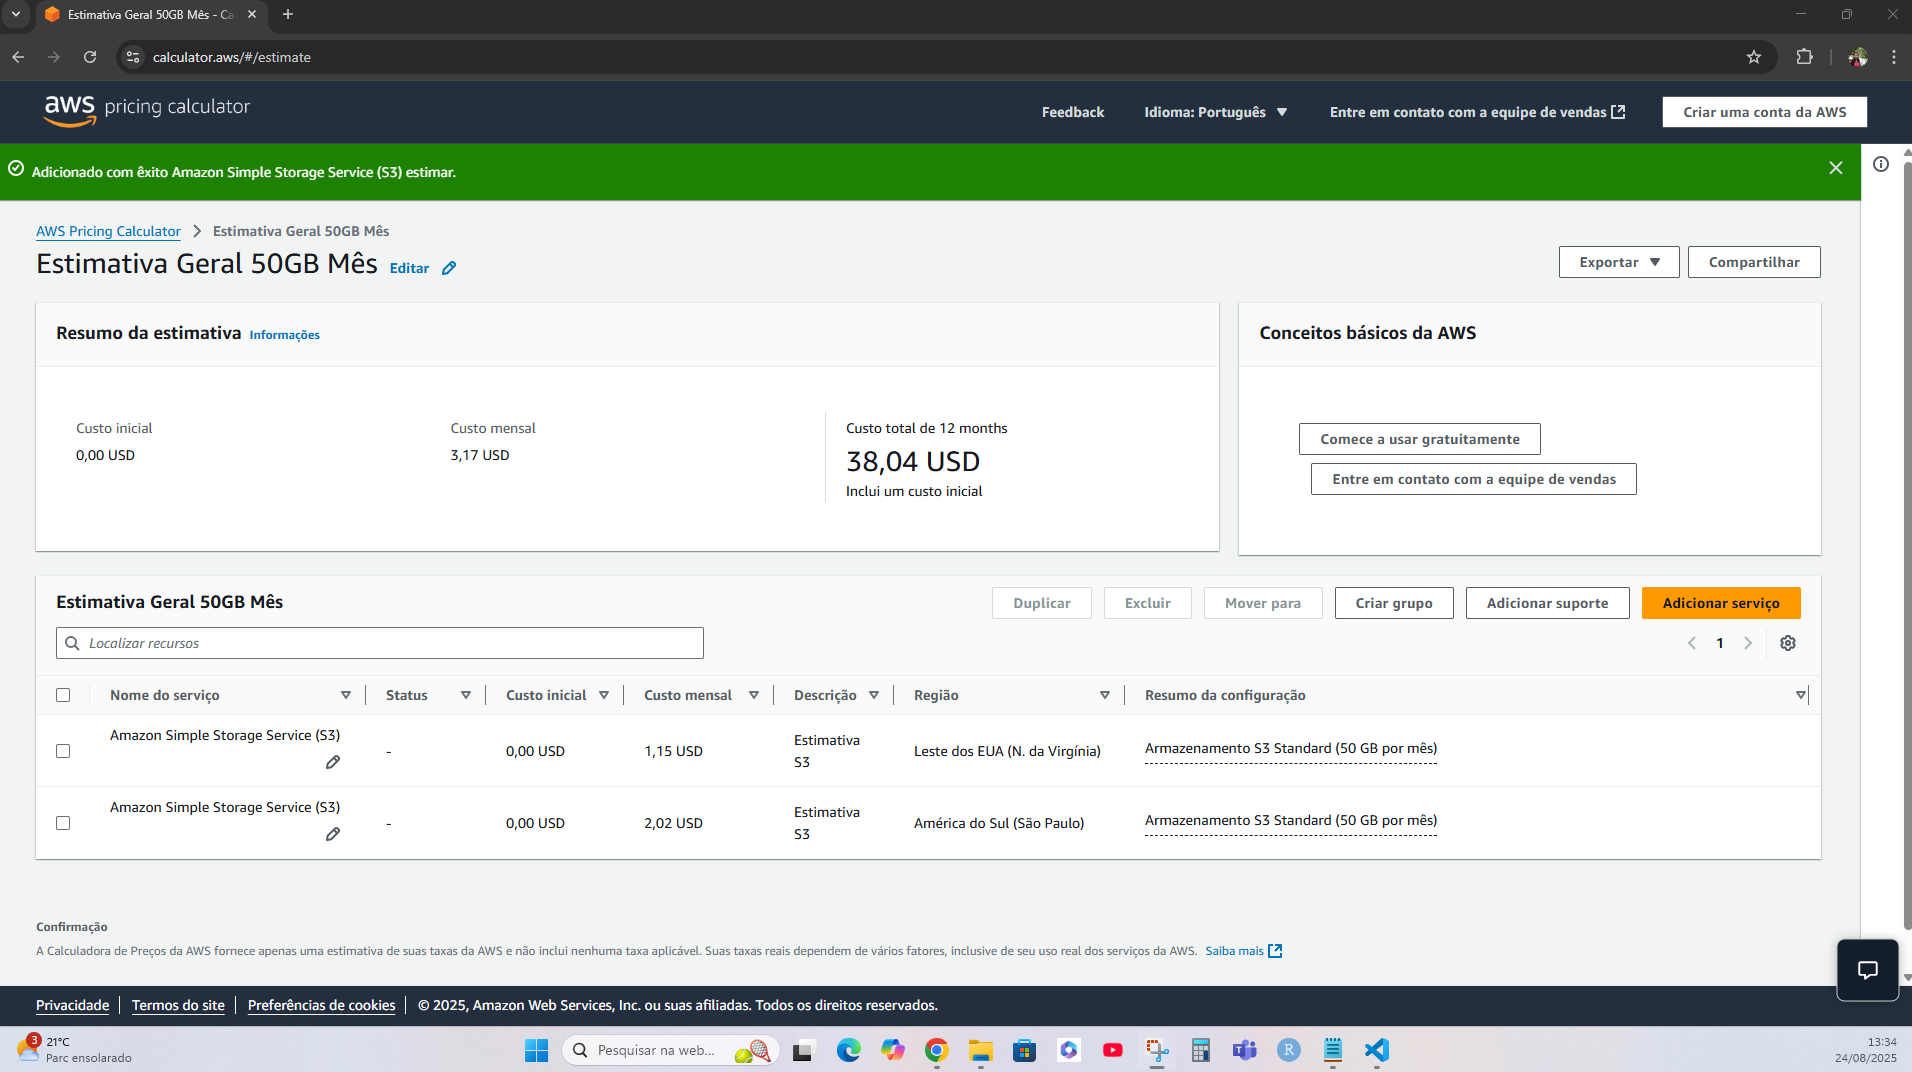 Estimativa Geral 50GB Mês - Ca
calculator.aws/#/estimate
aws pricing calculator
Feedback
Idioma: Português
Entre em contato com a equipe de vendas
Criar uma conta da AWS
Adicionado com êxito Amazon Simple Storage Service (S3) estimar.
AWS Pricing Calculator
Estimativa Geral 50GB Mês
Estimativa Geral 50GB Mês
Editar
Exportar
Compartilhar
Resumo da estimativa
Informações
Custo inicial
0,00 USD
Custo mensal
3,17 USD
Custo total de 12 months
38,04 USD
Inclui um custo inicial
Conceitos básicos da AWS
Comece a usar gratuitamente
Entre em contato com a equipe de vendas
Estimativa Geral 50GB Mês
Duplicar
Excluir
Mover para
Criar grupo
Adicionar suporte
Adicionar serviço
Localizar recursos
1
Nome do serviço
Status
Custo inicial
Custo mensal
Descrição
Região
Resumo da configuração
Amazon Simple Storage Service (S3)
-
0,00 USD
1,15 USD
Estimativa
S3
Leste dos EUA (N. da Virgínia)
Armazenamento S3 Standard (50 GB por mês)
Amazon Simple Storage Service (S3)
-
0,00 USD
2,02 USD
Estimativa
S3
América do Sul (São Paulo)
Armazenamento S3 Standard (50 GB por mês)
Confirmação
A Calculadora de Preços da AWS fornece apenas uma estimativa de suas taxas da AWS e não inclui nenhuma taxa aplicável. Suas taxas reais dependem de vários fatores, inclusive de seu uso real dos serviços da AWS. Saiba mais
Privacidade
Termos do site
Preferências de cookies
© 2025, Amazon Web Services, Inc. ou suas afiliadas. Todos os direitos reservados.
3
21°C
Parc ensolarado
Pesquisar na web...
R
13:34
24/08/2025